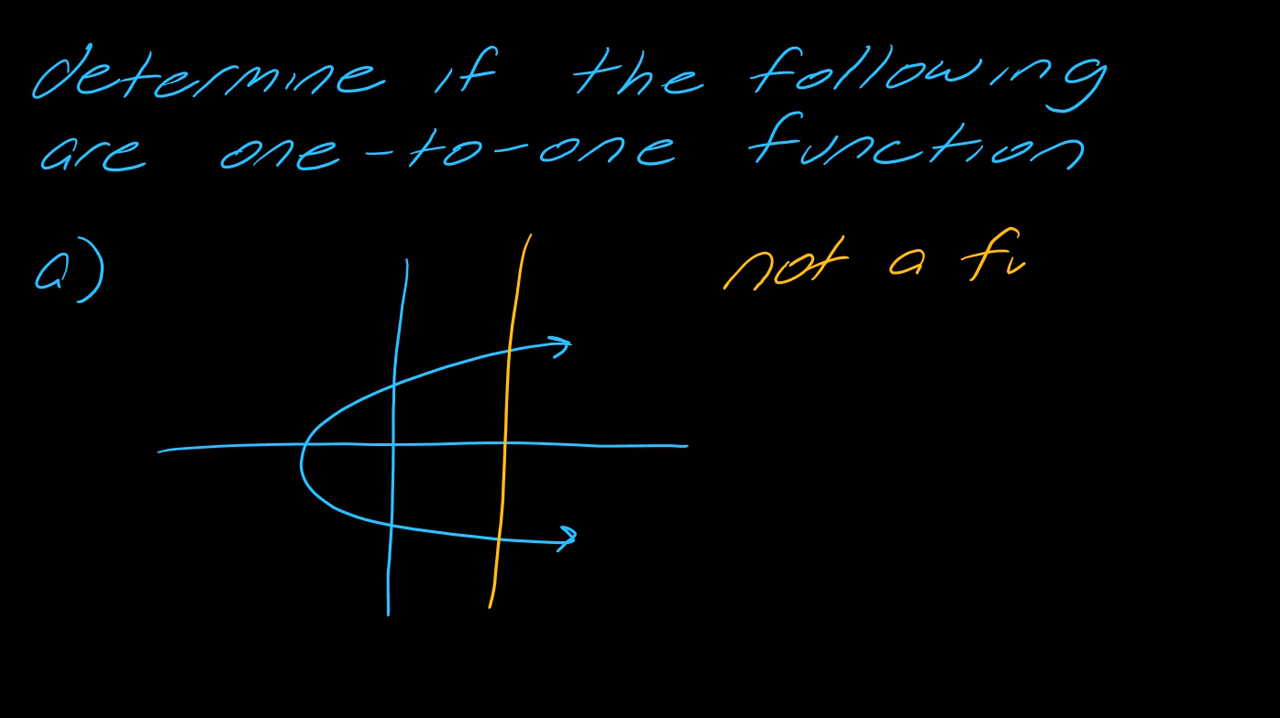 determine if the following
are one-to-one function
a)
not a fu